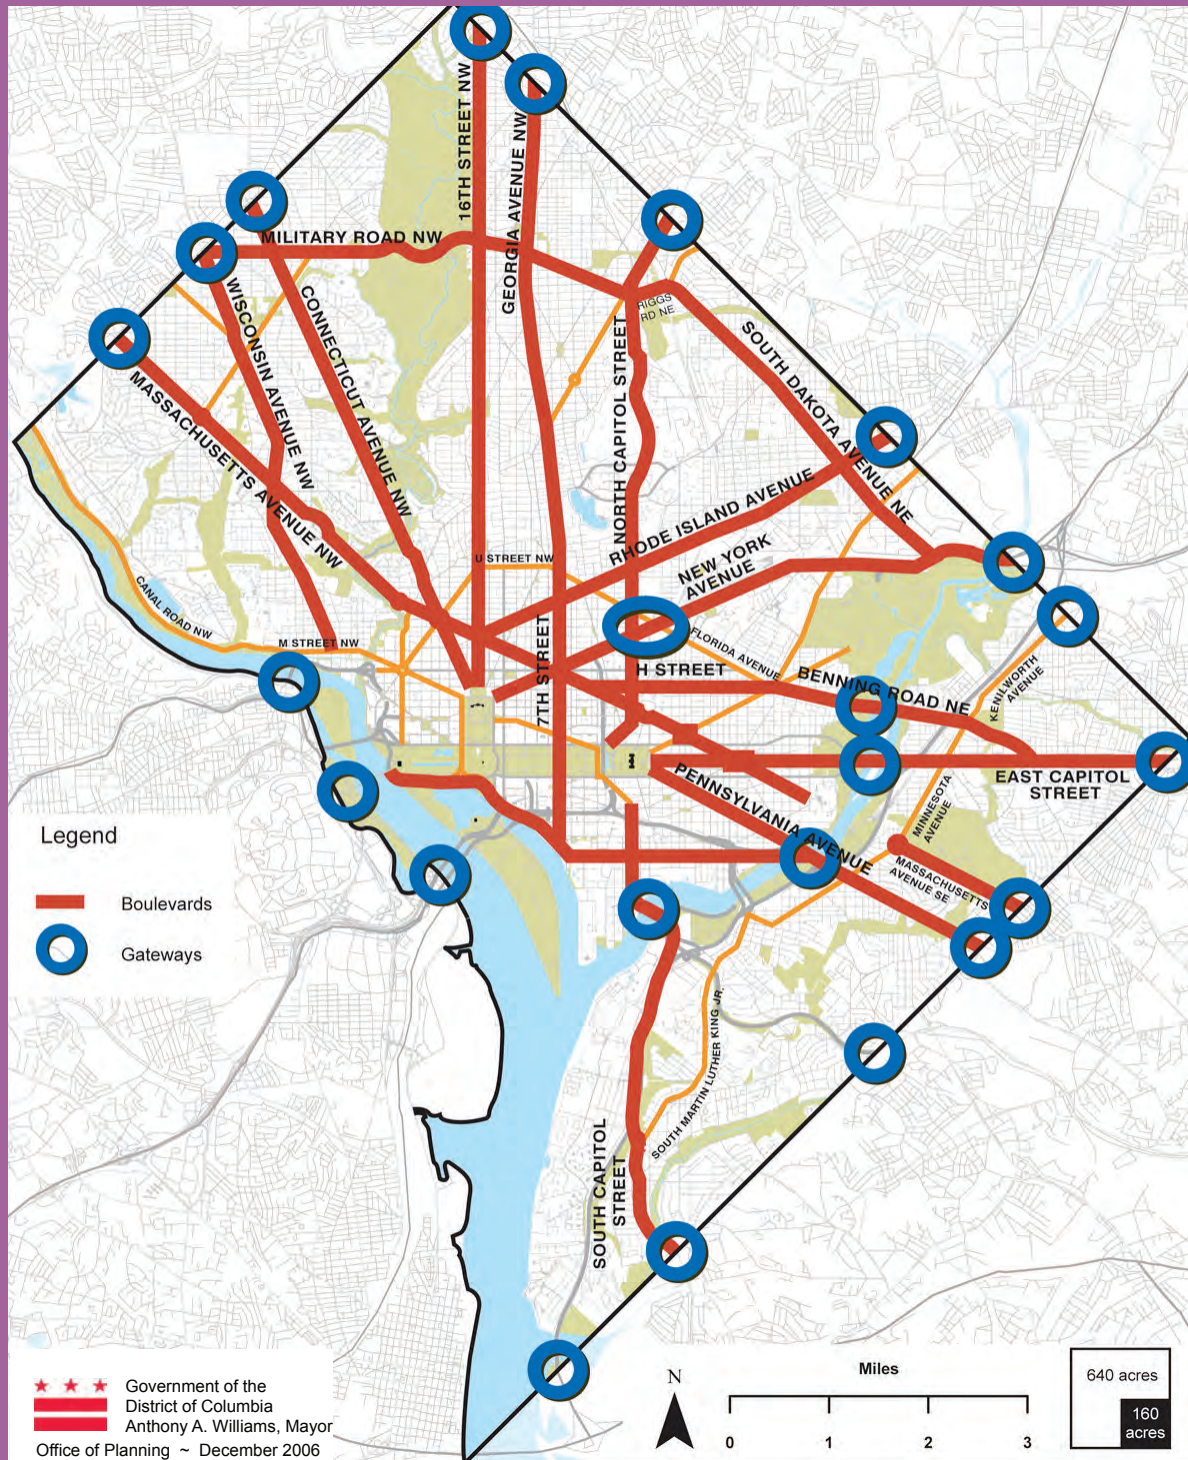 16TH STREET NW
GEORGIA AVENUE NW
MILITARY ROAD NW
WISCONSIN AVENUE NW
CONNECTICUT AVENUE NW
MASSACHUSETTS AVENUE NW
RIGGS
RD NE
NORTH CAPITOL STREET
SOUTH DAKOTA AVENUE NE
RHODE ISLAND AVENUE
NEW YORK
AVENUE
U STREET NW
CANAL ROAD NW
M STREET NW
FLORIDA AVENUE
7TH STREET
H STREET
BENNING ROAD NE
KENILWORTH
AVENUE
EAST CAPITOL
STREET
PENNSYLVANIA AVENUE
MINNESOTA
AVENUE
MASSACHUSETTS
AVENUE SE
SOUTH MARTIN LUTHER KING JR.
SOUTH CAPITOL
STREET
Legend
Boulevards
Gateways
Government of the
District of Columbia
Anthony A. Williams, Mayor
Office of Planning ~ December 2006
N
Miles
0 1 2 3
640 acres
160
acres